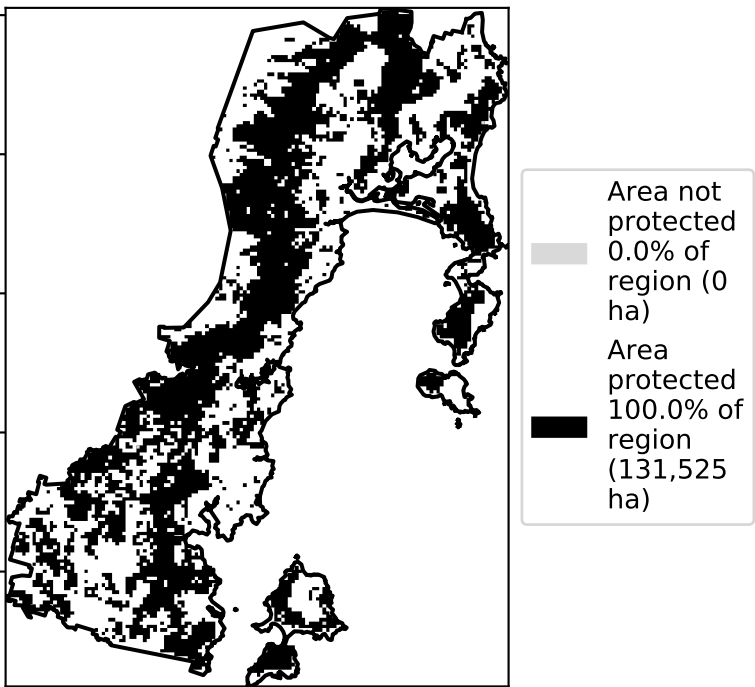 Area not
protected
0.0% of
region (0
ha)
Area
protected
100.0% of
region
(131,525
ha)